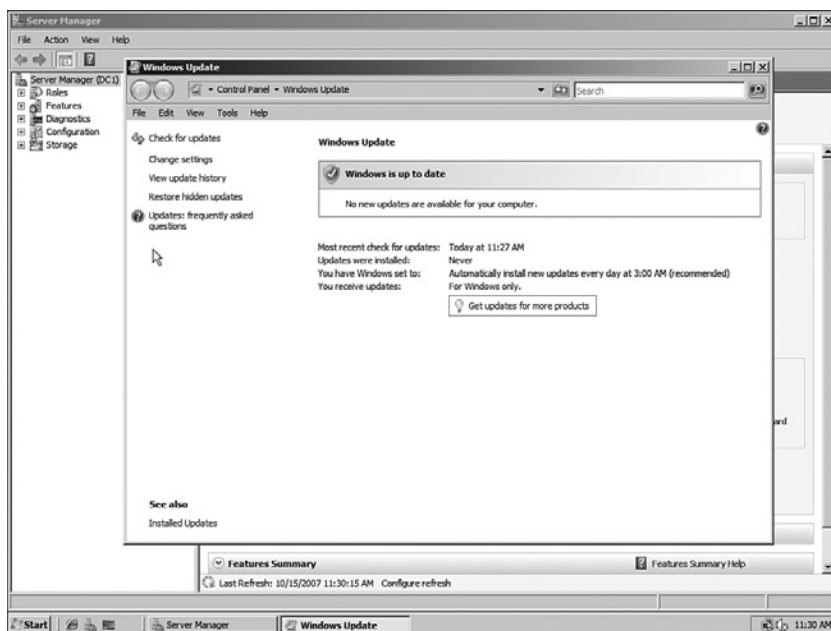 Server Manager
File Action View Help
Server Manager (DC1)
Roles
Features
Diagnostics
Configuration
Storage
Windows Update
Control Panel Windows Update
Search
File Edit View Tools Help
Check for updates
Change settings
View update history
Restore hidden updates
Updates: frequently asked
questions
Windows Update
Windows is up to date
No new updates are available for your computer.
Most recent check for updates: Today at 11:27 AM
Updates were installed: Never
You have Windows set to: Automatically install new updates every day at 3:00 AM (recommended)
You receive updates: For Windows only.
Get updates for more products
See also
Installed Updates
ard
Features Summary Features Summary Help
Last Refresh: 10/15/2007 11:30:15 AM Configure refresh
Start Server Manager Windows Update 11:30 AM